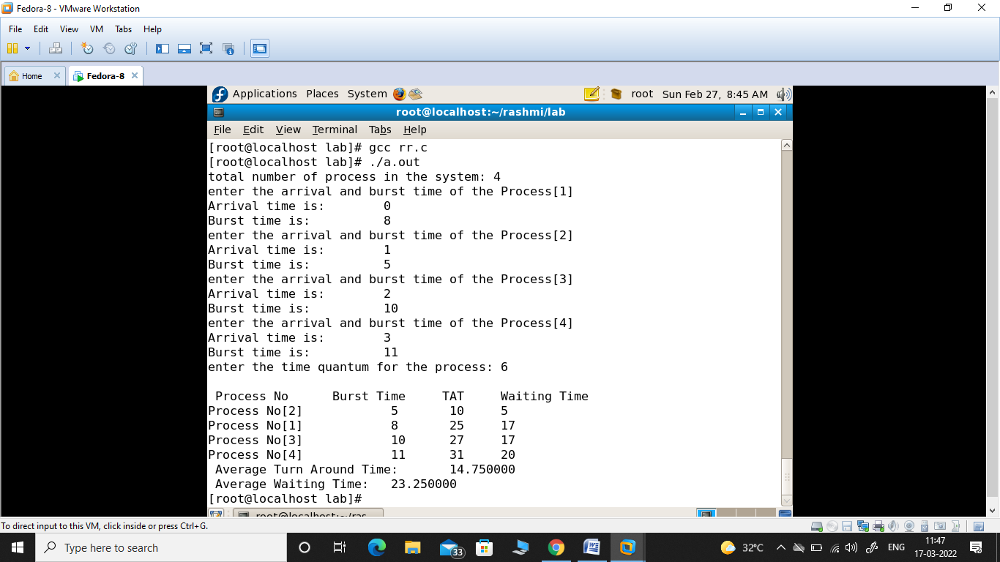 Fedora-8 - VMware Workstation
File Edit View VM Tabs Help
Home Fedora-8
Applications Places System root Sun Feb 27, 8:45 AM
root@localhost:~/rashmi/lab
File Edit View Terminal Tabs Help
[root@localhost lab]# gcc rr.c
[root@localhost lab]# ./a.out
total number of process in the system: 4
enter the arrival and burst time of the Process[1]
Arrival time is: 0
Burst time is: 8
enter the arrival and burst time of the Process[2]
Arrival time is: 1
Burst time is: 5
enter the arrival and burst time of the Process[3]
Arrival time is: 2
Burst time is: 10
enter the arrival and burst time of the Process[4]
Arrival time is: 3
Burst time is: 11
enter the time quantum for the process: 6
Process No Burst Time TAT Waiting Time
Process No[2] 5 10 5
Process No[1] 8 25 17
Process No[3] 10 27 17
Process No[4] 11 31 20
Average Turn Around Time: 14.750000
Average Waiting Time: 23.250000
[root@localhost lab]#
root@localhost:~/ras
To direct input to this VM, click inside or press Ctrl+G.
Type here to search 33 32°C ENG 11:47
17-03-2022